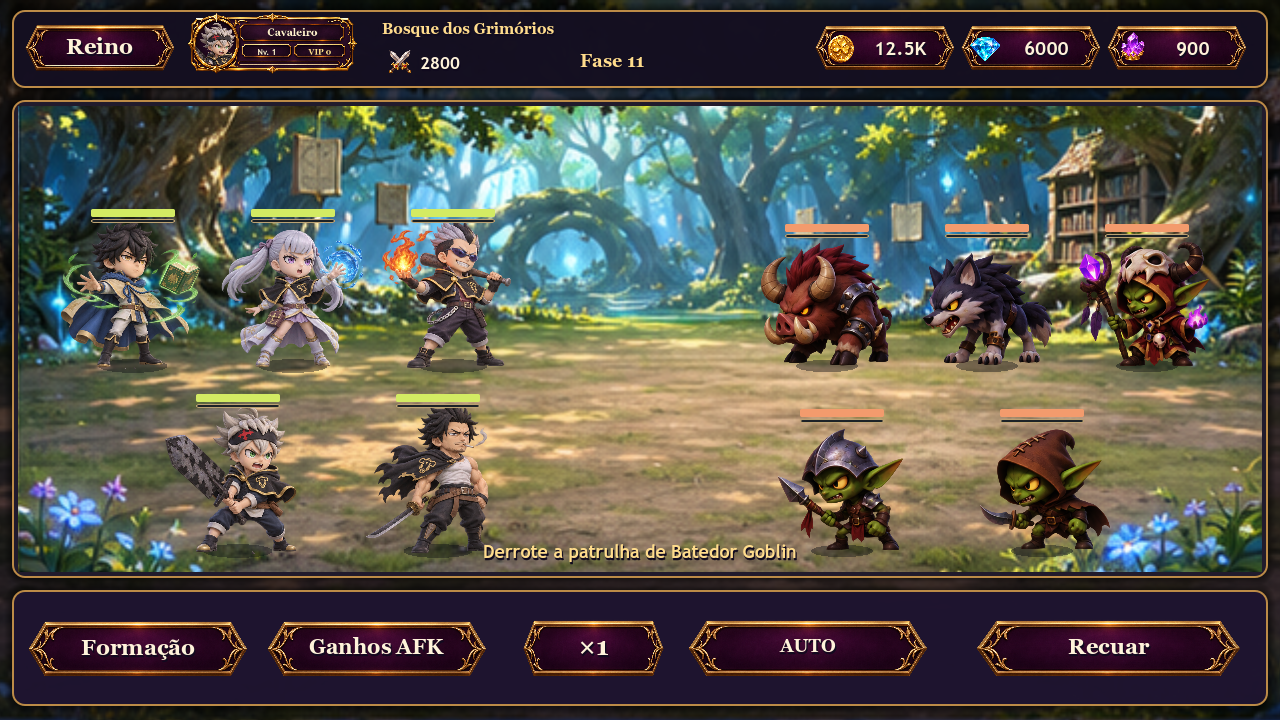 Reino
Cavaleiro
Nv. 1
VIP 0
Bosque dos Grimórios
2800
Fase 11
12.5K
6000
900
Derrote a patrulha de Batedor Goblin
Formação
Ganhos AFK
×1
AUTO
Recuar